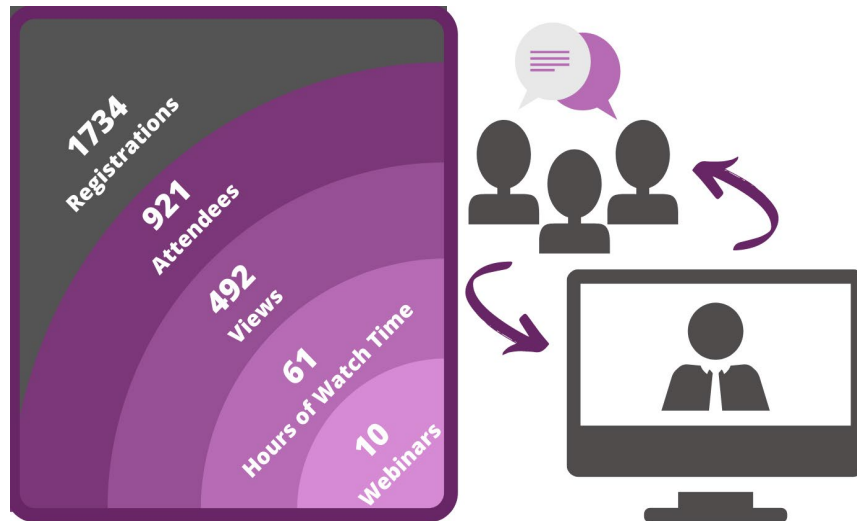 1734
Registrations
921
Attendees
492
Views
61
Hours of Watch Time
10
Webinars